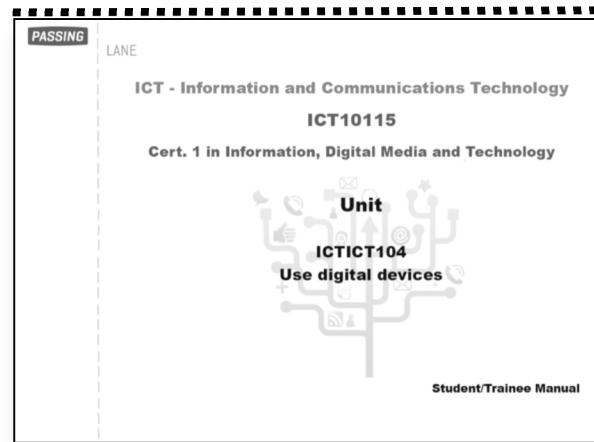 PASSING
LANE
ICT - Information and Communications Technology
ICT10115
Cert. 1 in Information, Digital Media and Technology
Unit
ICTICT104
Use digital devices
Student/Trainee Manual